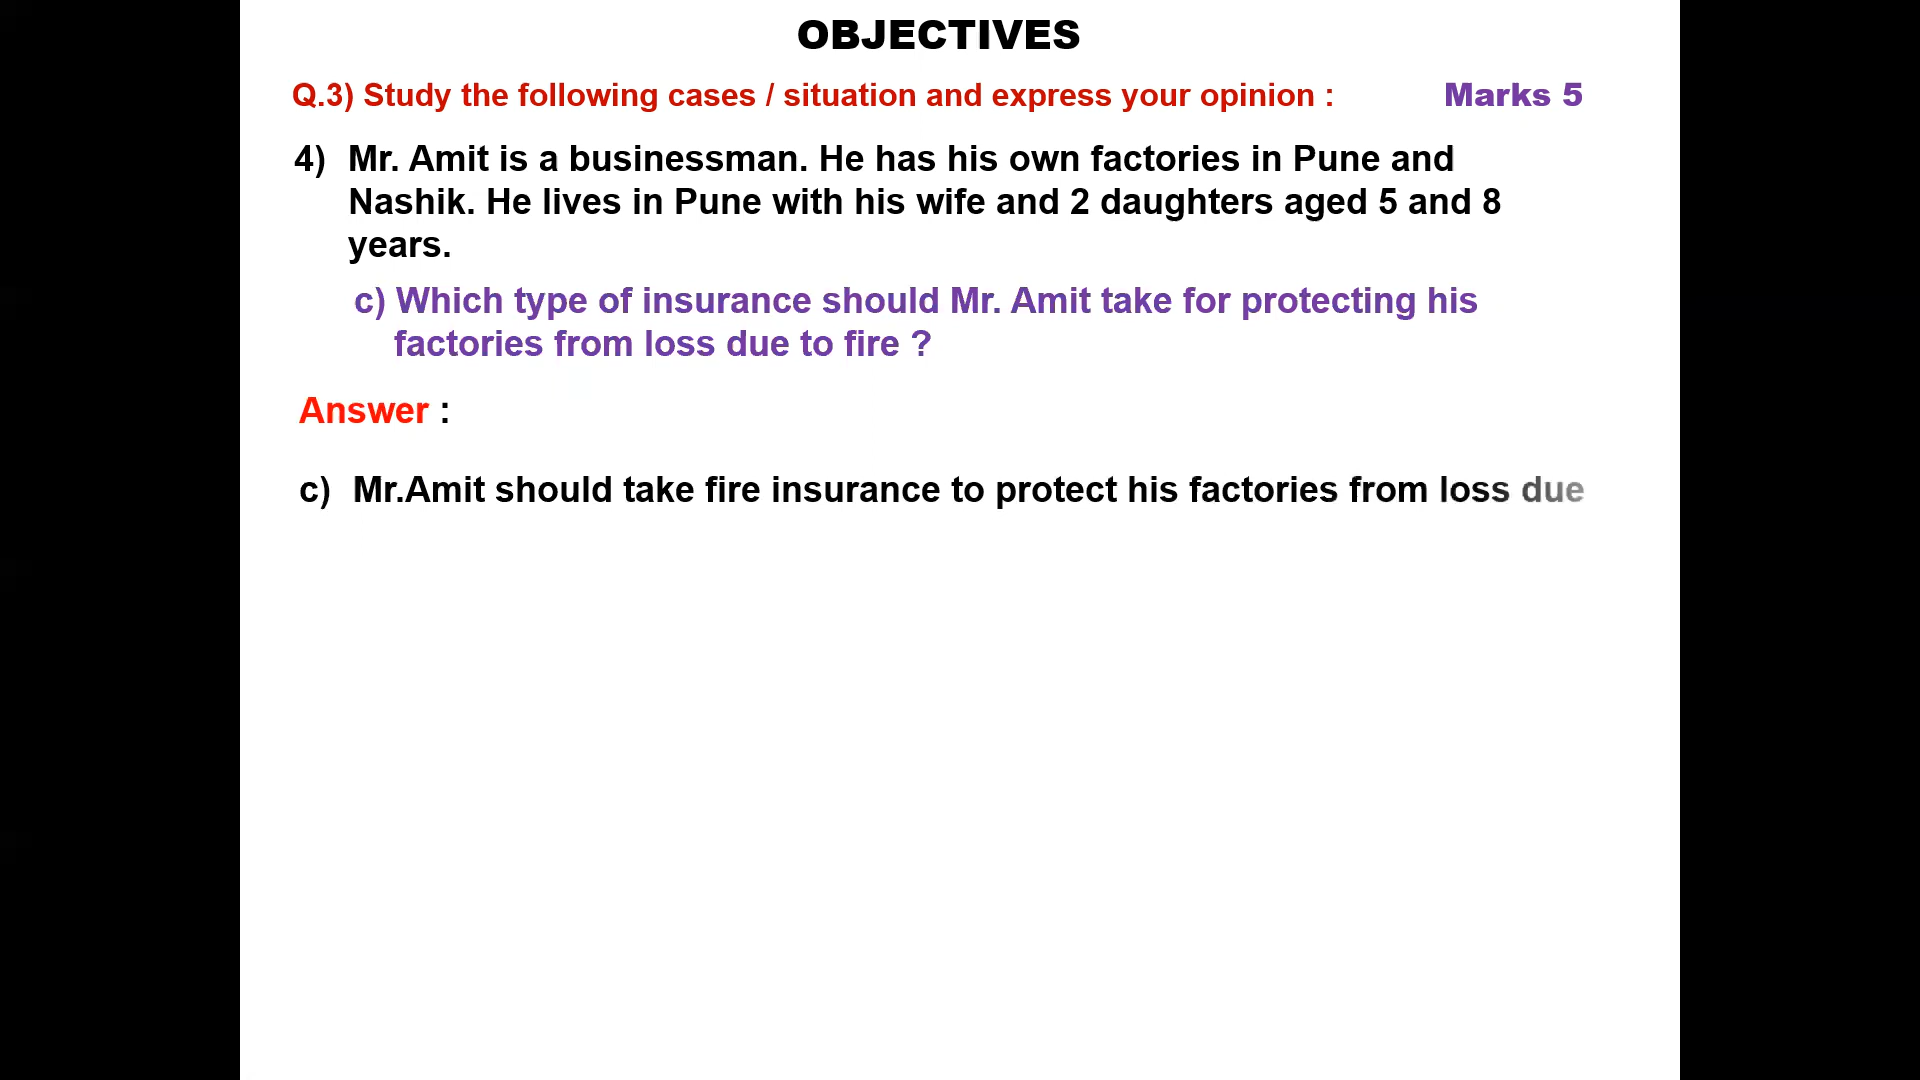 OBJECTIVES
Q.3) Study the following cases / situation and express your opinion : Marks 5
4) Mr. Amit is a businessman. He has his own factories in Pune and
Nashik. He lives in Pune with his wife and 2 daughters aged 5 and 8
years.
c) Which type of insurance should Mr. Amit take for protecting his
factories from loss due to fire ?
Answer :
c) Mr.Amit should take fire insurance to protect his factories from loss due